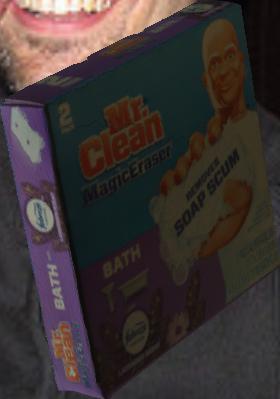 2
Mr.
Clean
MagicEraser
REMOVES
SOAP SCUM
BATH
BATH
Mr.
Clean